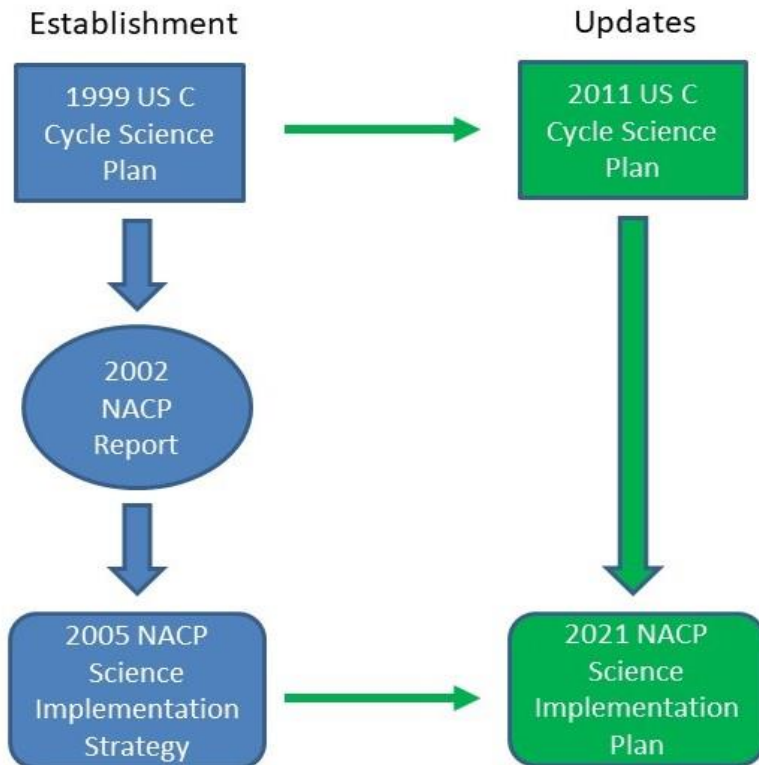 Establishment
Updates
1999 US C
Cycle Science
Plan
2011 US C
Cycle Science
Plan
2002
NACP
Report
2005 NACP
Science
Implementation
Strategy
2021 NACP
Science
Implementation
Plan